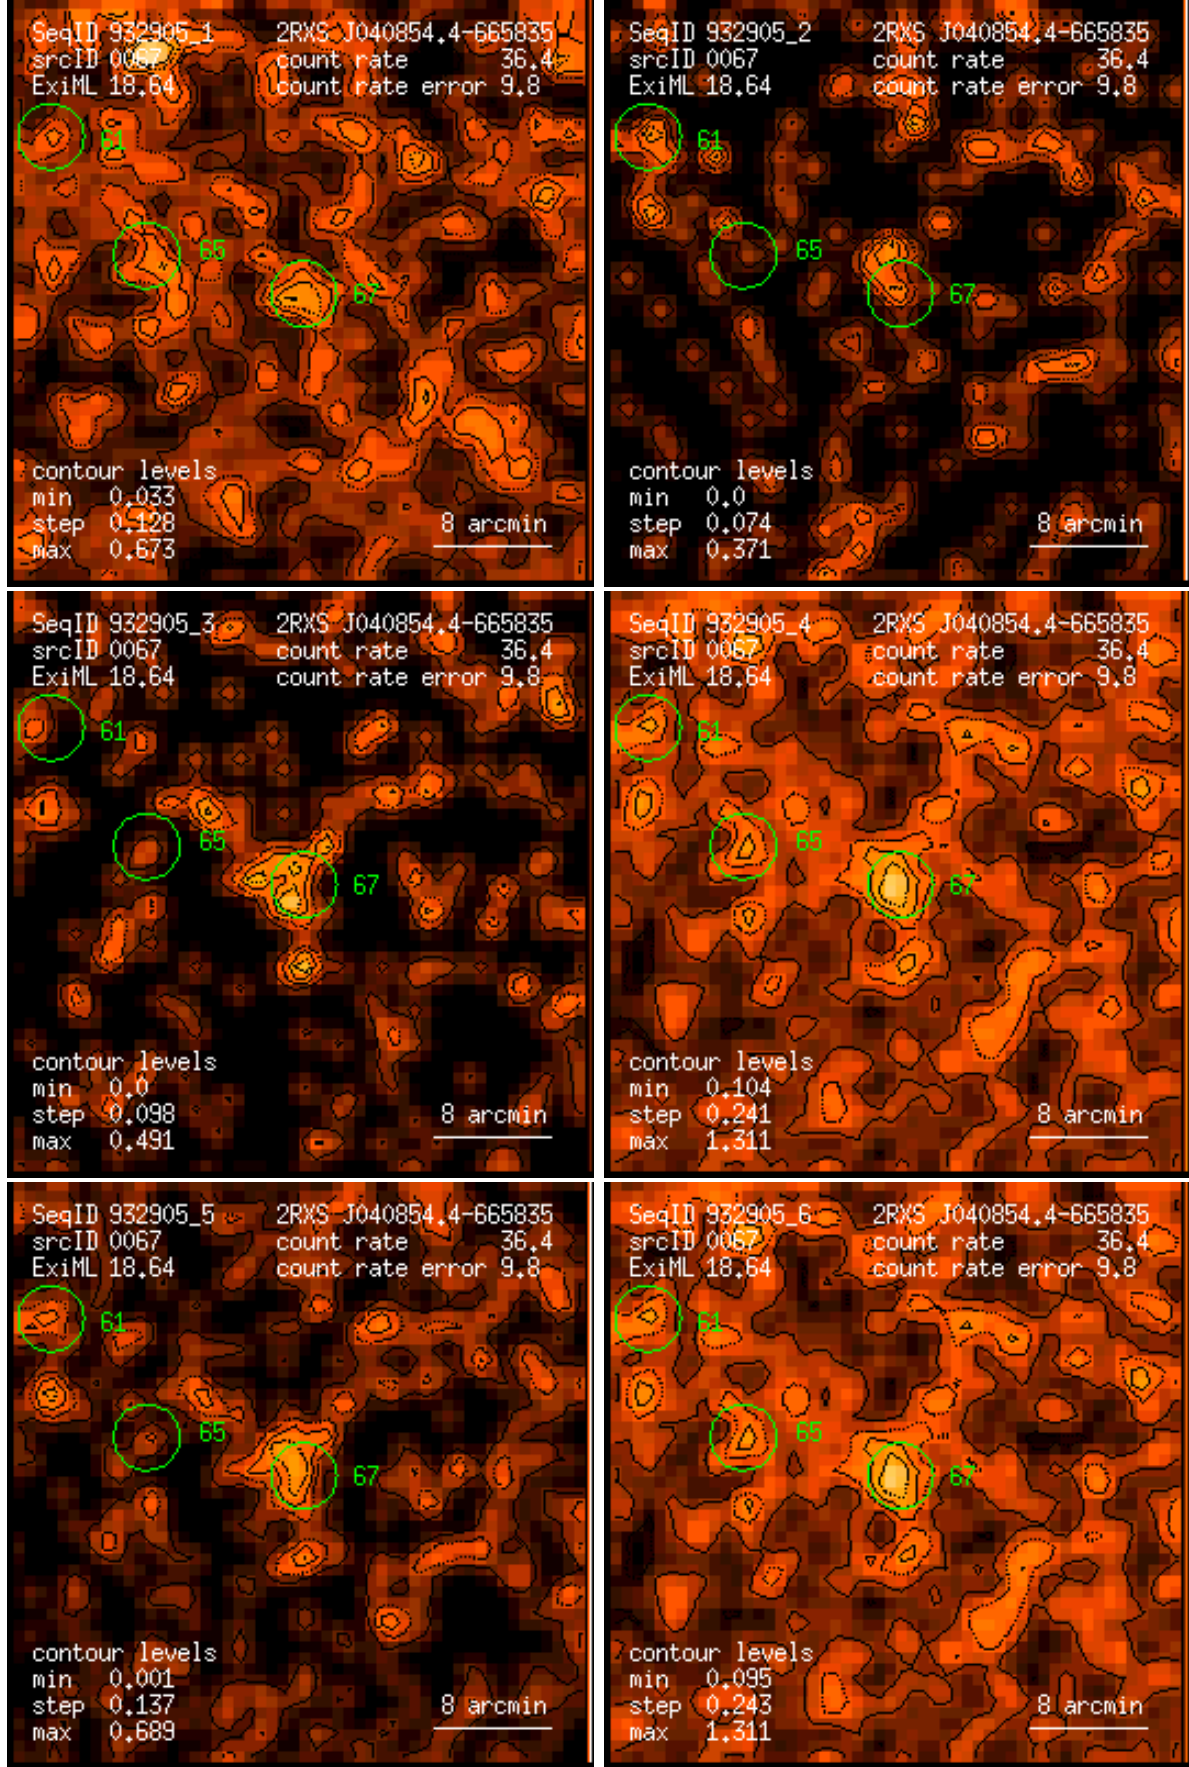 SeqID 932905_1 2RXS J040854.4-665835
srcID 0067 count rate 36.4
ExiML 18.64 count rate error 9.8
61
65
67
contour levels
min 0.033
step 0.128
max 0.673
8 arcmin
SeqID 932905_2 2RXS J040854.4-665835
srcID 0067 count rate 36.4
ExiML 18.64 count rate error 9.8
61
65
67
contour levels
min 0.0
step 0.074
max 0.371
8 arcmin
SeqID 932905_3 2RXS J040854.4-665835
srcID 0067 count rate 36.4
ExiML 18.64 count rate error 9.8
61
65
67
contour levels
min 0.0
step 0.098
max 0.491
8 arcmin
SeqID 932905_4 2RXS J040854.4-665835
srcID 0067 count rate 36.4
ExiML 18.64 count rate error 9.8
61
65
67
contour levels
min 0.104
step 0.241
max 1.311
8 arcmin
SeqID 932905_5 2RXS J040854.4-665835
srcID 0067 count rate 36.4
ExiML 18.64 count rate error 9.8
61
65
67
contour levels
min 0.001
step 0.137
max 0.689
8 arcmin
SeqID 932905_6 2RXS J040854.4-665835
srcID 0067 count rate 36.4
ExiML 18.64 count rate error 9.8
61
65
67
contour levels
min 0.095
step 0.243
max 1.311
8 arcmin